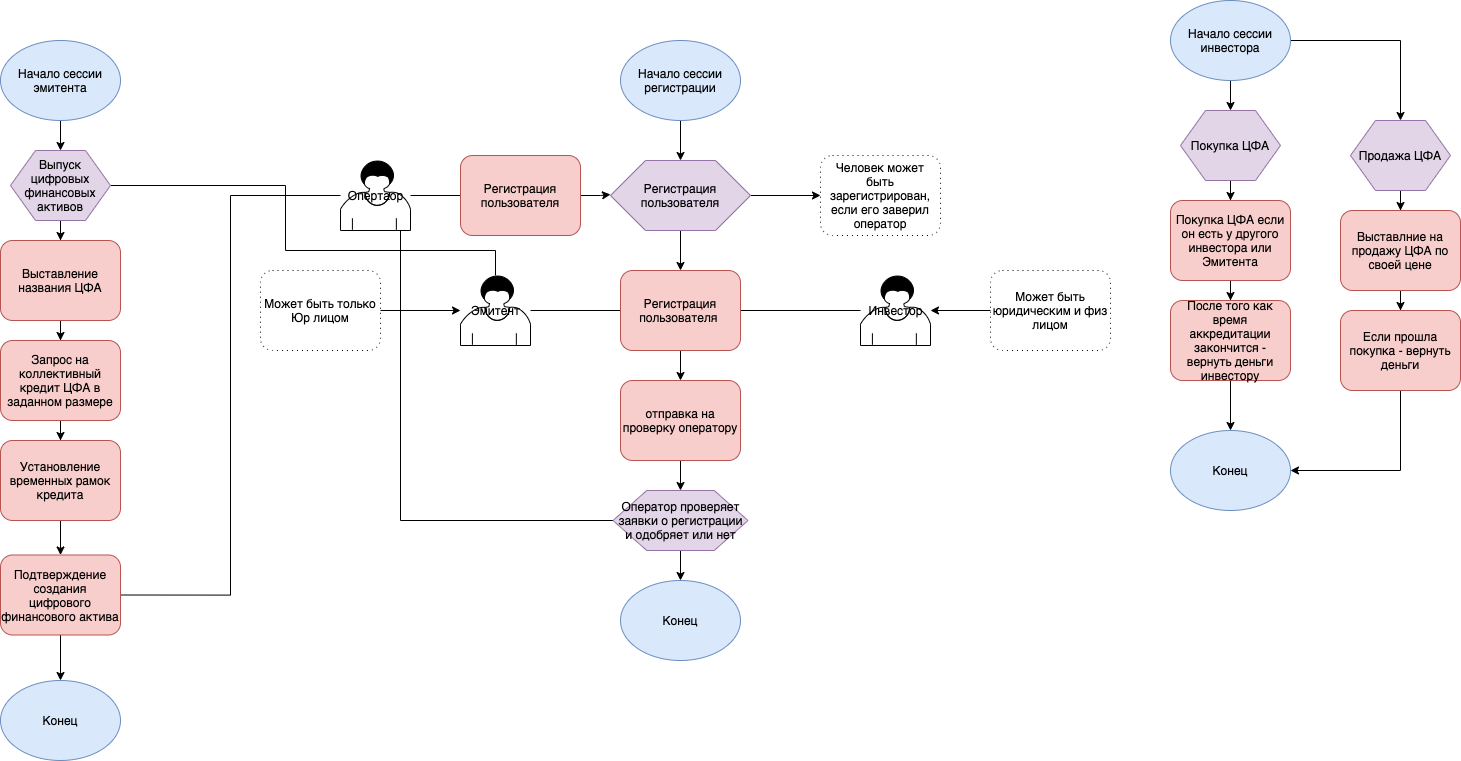 Начало сессии
эмитента
Выпуск
цифровых
финансовых
активов
Выставление
названия ЦФА
Запрос на
коллективный
кредит ЦФА в
заданном размере
Установление
временных рамок
кредита
Подтверждение
создания
цифрового
финансового актива
Конец
Опертаор
Регистрация
пользователя
Может быть только
Юр лицом
Эмитент
Начало сессии
регистрации
Регистрация
пользователя
Человек может
быть
зарегистрирован,
если его заверил
оператор
Регистрация
пользователя
Инвестор
Может быть
юридическим и физ
лицом
отправка на
проверку оператору
Оператор проверяет
заявки о регистрации
и одобряет или нет
Конец
Начало сессии
инвестора
Покупка ЦФА
Покупка ЦФА если
он есть у другого
инвестора или
Эмитента
После того как
время
аккредитации
закончится -
вернуть деньги
инвестору
Конец
Продажа ЦФА
Выставлние на
продажу ЦФА по
своей цене
Если прошла
покупка - вернуть
деньги